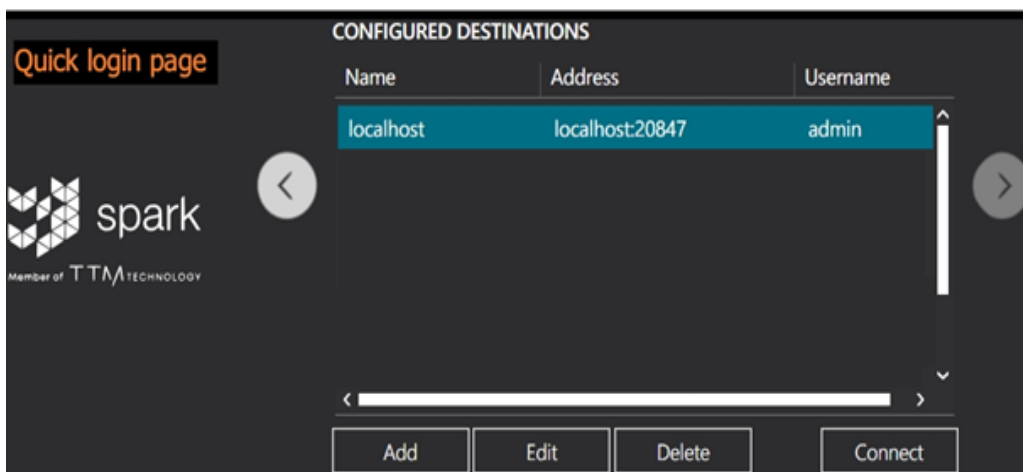 Quick login page
spark
Member of TTM TECHNOLOGY
CONFIGURED DESTINATIONS
Name Address Username
localhost localhost:20847 admin
Add Edit Delete Connect